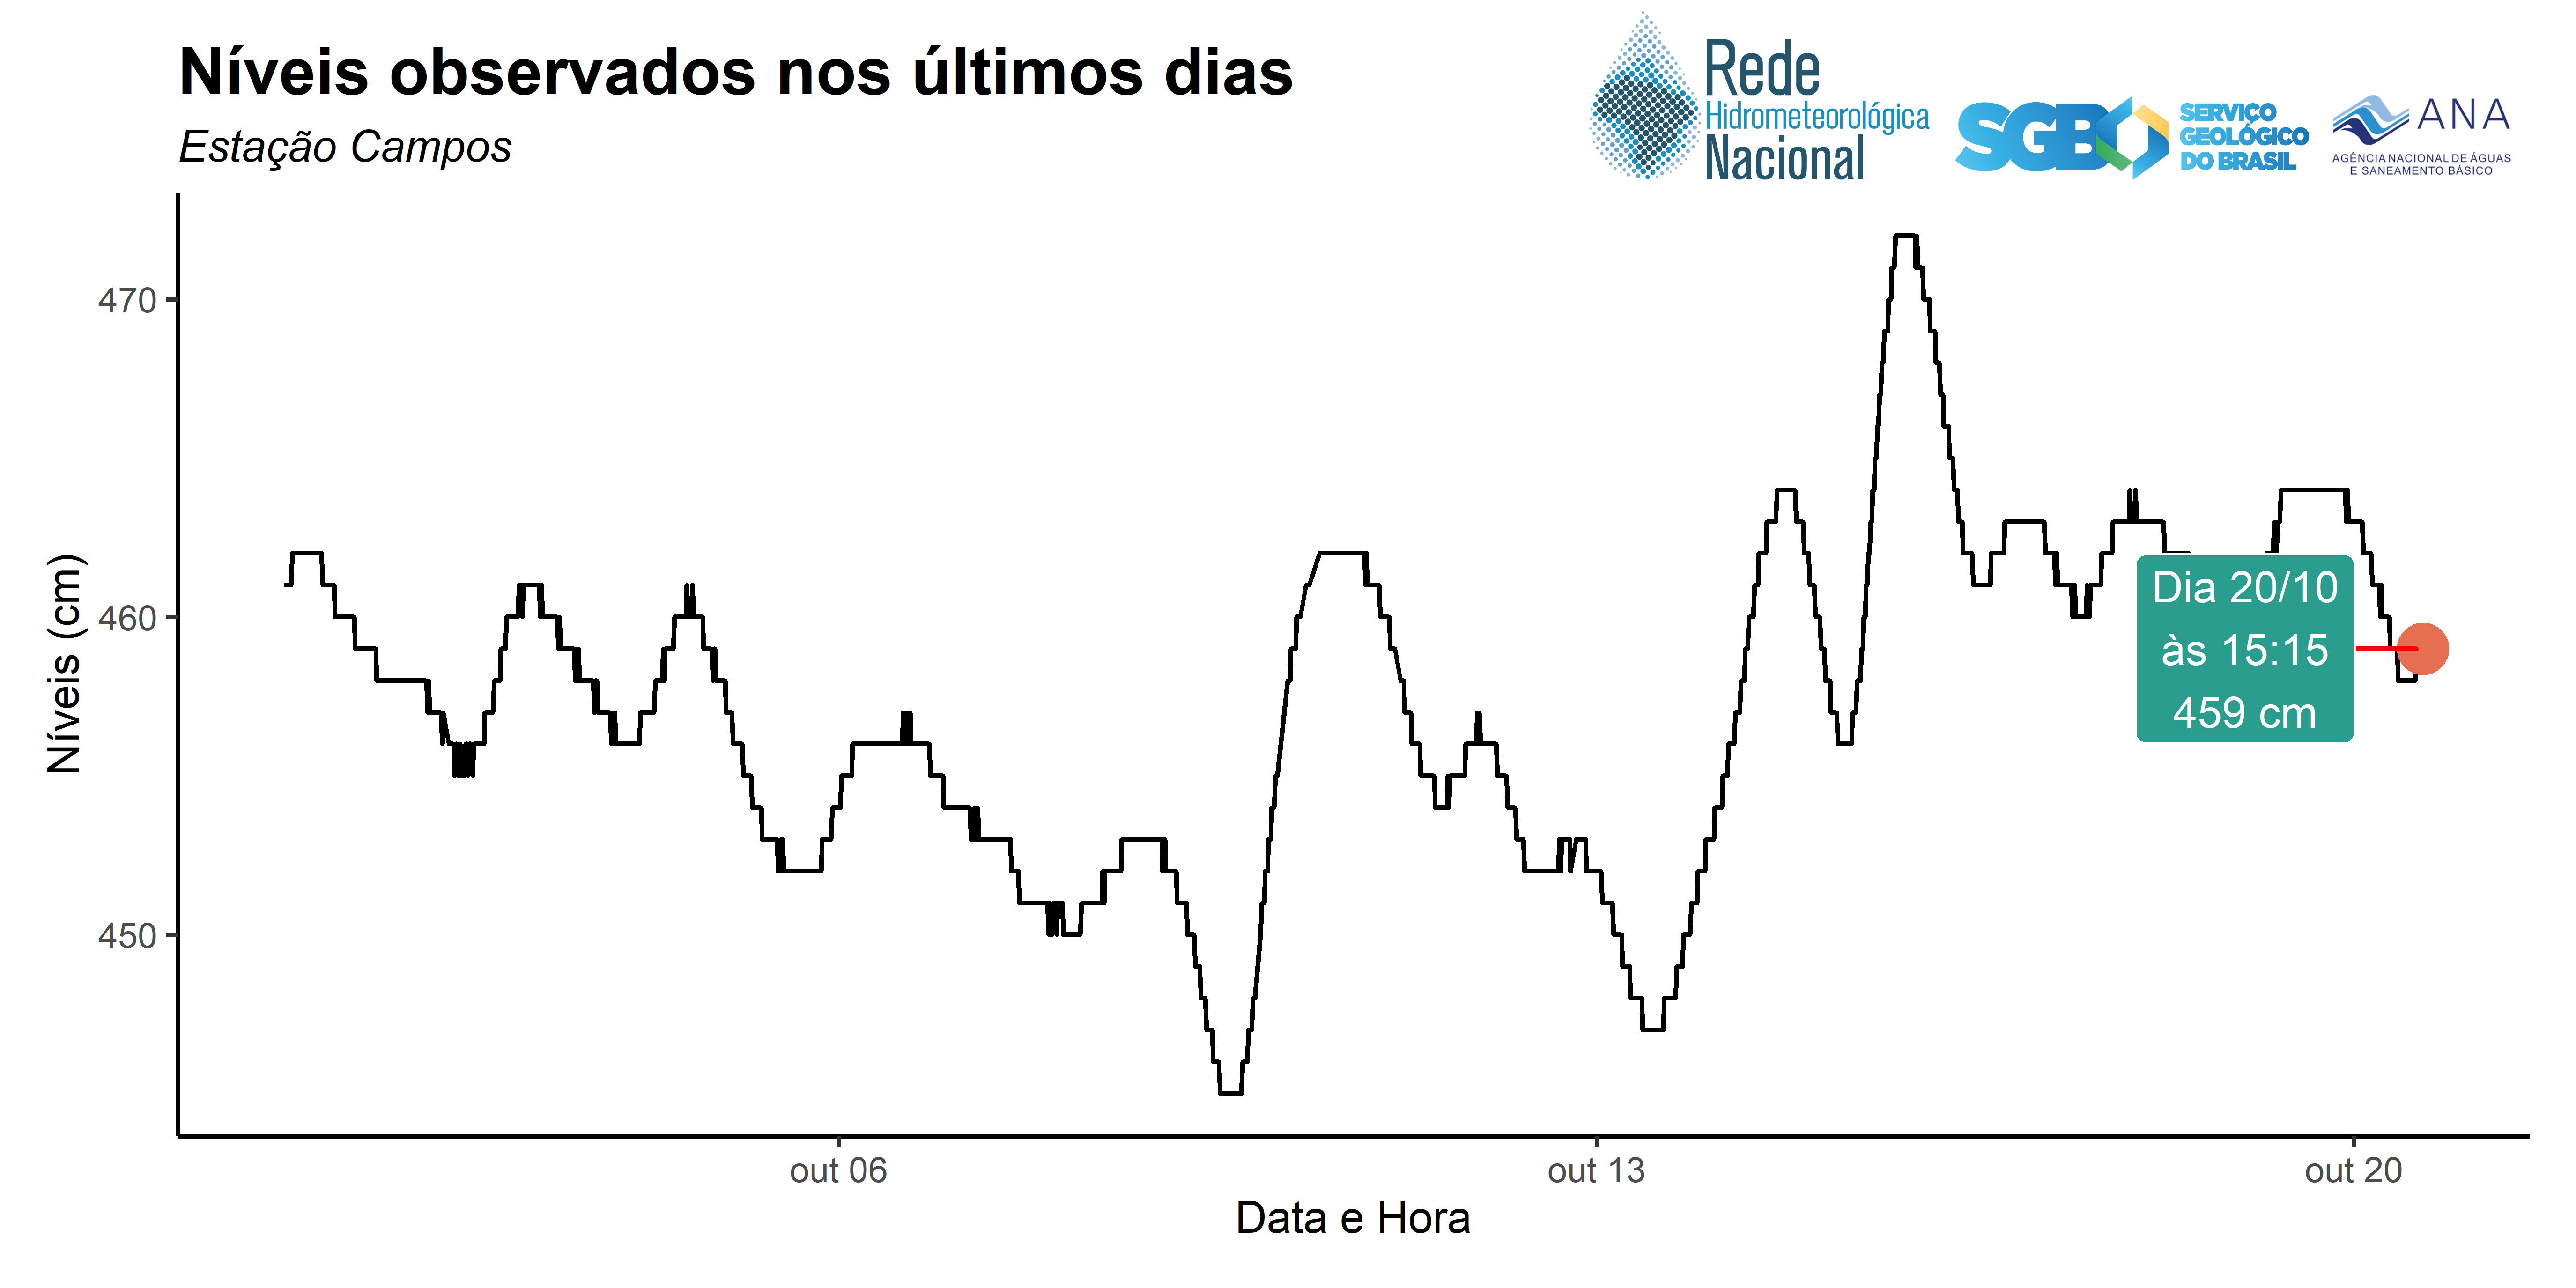 Níveis observados nos últimos dias
Estação Campos
Rede
Hidrometeorológica
Nacional
SGB
SERVIÇO
GEOLÓGICO
DO BRASIL
ANA
AGÊNCIA NACIONAL DE ÁGUAS
E SANEAMENTO BÁSICO
Níveis (cm)
470
460
450
Dia 20/10
às 15:15
459 cm
out 06
out 13
out 20
Data e Hora